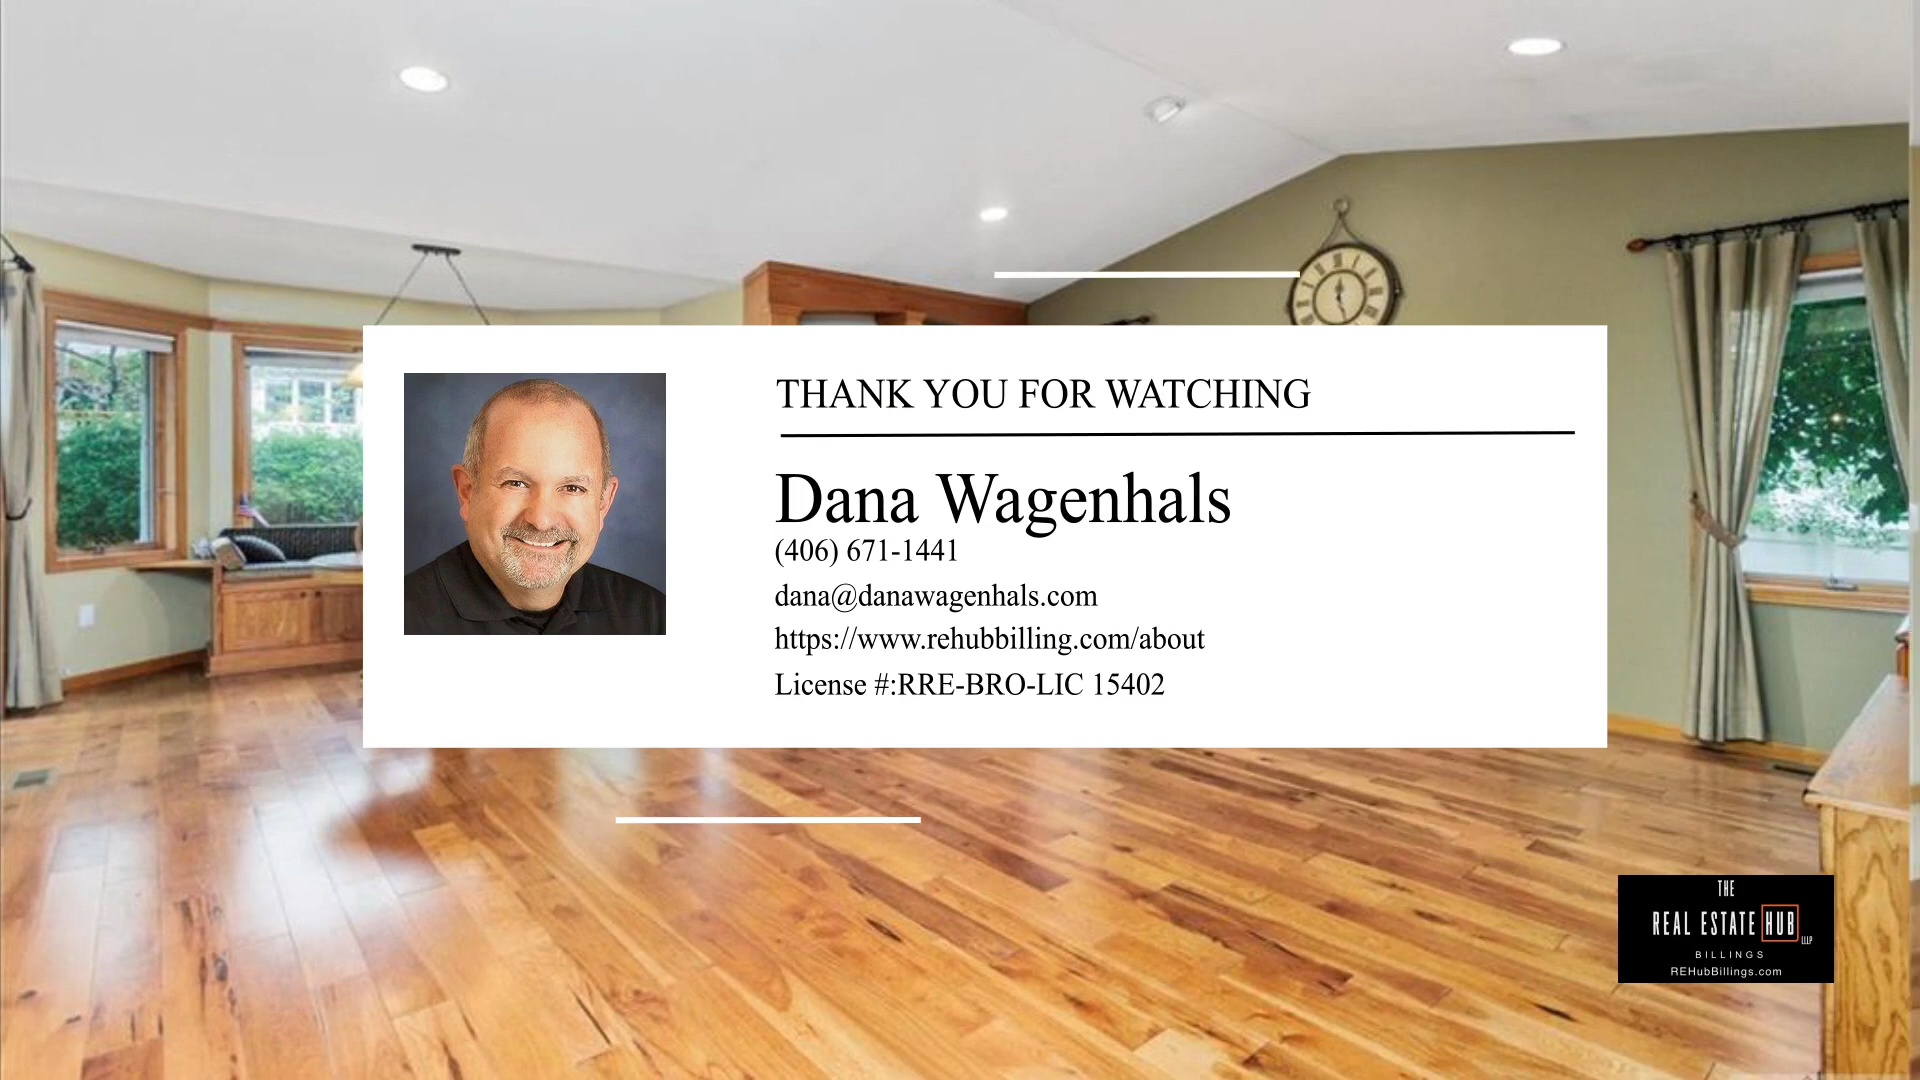 THANK YOU FOR WATCHING
Dana Wagenhals
(406) 671-1441
dana@danawagenhals.com
https://www.rehubbilling.com/about
License #:RRE-BRO-LIC 15402
THE
REAL ESTATE HUB LLLP
BILLINGS
REHubBillings.com